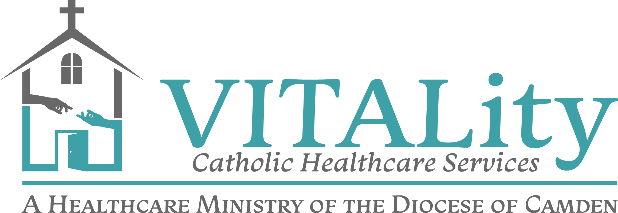 VITALity
Catholic Healthcare Services
A Healthcare Ministry of the Diocese of Camden